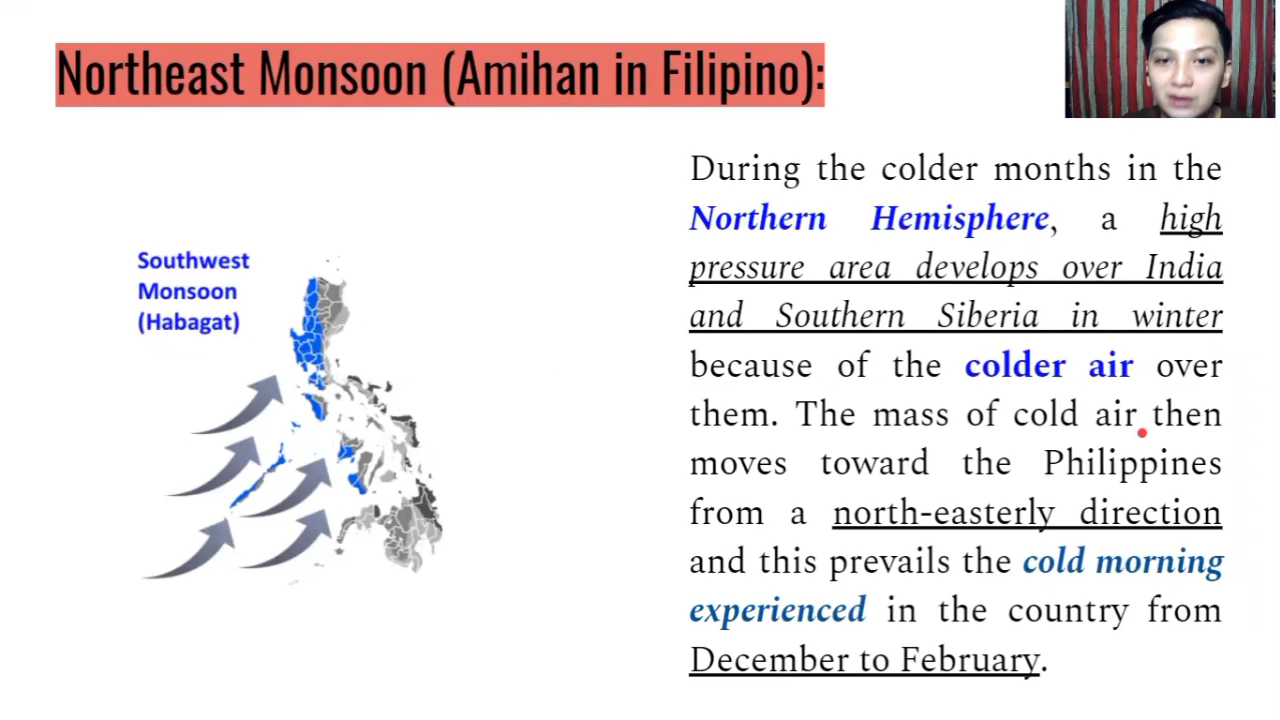 Northeast Monsoon (Amihan in Filipino):
Southwest
Monsoon
(Habagat)
During the colder months in the
Northern Hemisphere, a high
pressure area develops over India
and Southern Siberia in winter
because of the colder air over
them. The mass of cold air then
moves toward the Philippines
from a north-easterly direction
and this prevails the cold morning
experienced in the country from
December to February.